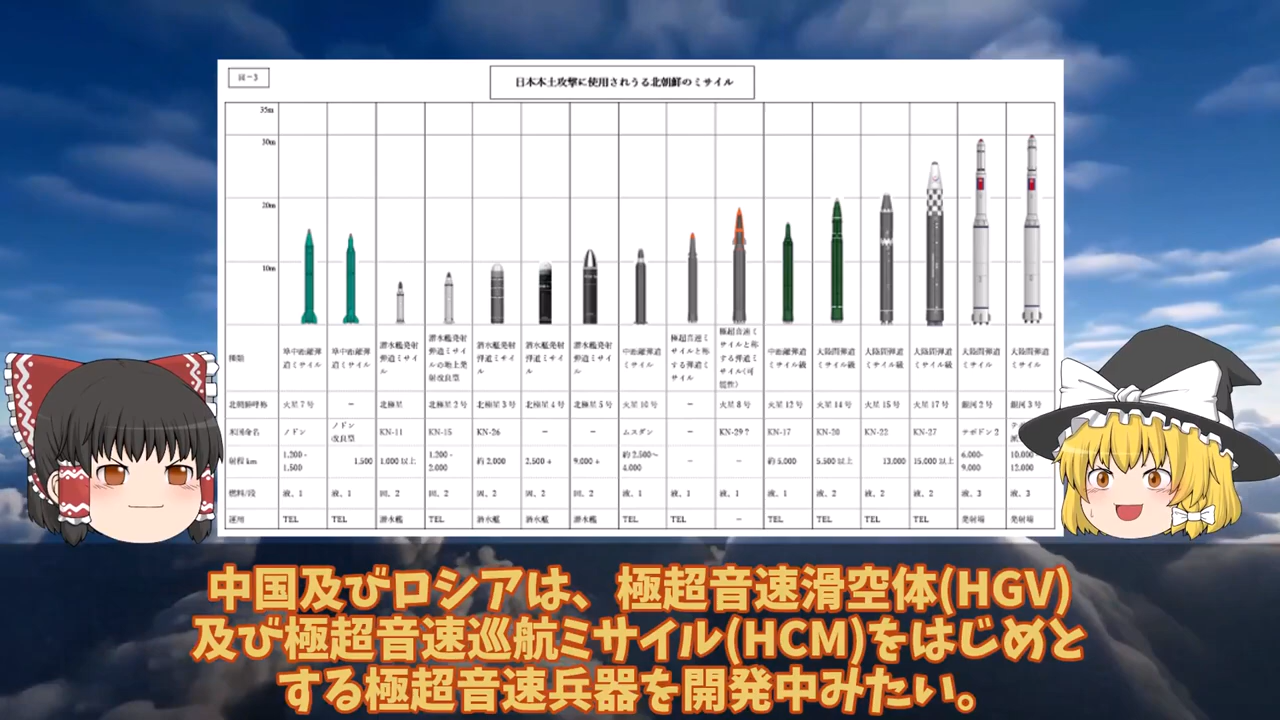 図-3
日本本土攻撃に使用されうる北朝鮮のミサイル
35m
30m
20m
10m
種類 準中距離弾道ミサイル 準中距離弾道ミサイル 潜水艦発射弾道ミサイル 潜水艦発射弾道ミサイルの地上発射改良型 潜水艦発射弾道ミサイル 潜水艦発射弾道ミサイル 潜水艦発射弾道ミサイル 中距離弾道ミサイル 極超音速ミサイルと称する弾道ミサイル 極超音速ミサイルと称する弾道ミサイル(可能性) 中距離弾道ミサイル級 大陸間弾道ミサイル級 大陸間弾道ミサイル級 大陸間弾道ミサイル級 大陸間弾道ミサイル 大陸間弾道ミサイル
北朝鮮呼称 火星7号 － 北極星 北極星2号 北極星3号 北極星4号 北極星5号 火星10号 － 火星8号 火星12号 火星14号 火星15号 火星17号 銀河2号 銀河3号
米国命名 ノドン ノドン改良型 KN-11 KN-15 KN-26 － － ムスダン － KN-29? KN-17 KN-20 KN-22 KN-27 テポドン2
射程km 1,200-1,500 1,500 1,000以上 1,200-2,000 約2,000 2,500+ 9,000+ 約2,500~4,000 － － 約5,000 5,500以上 13,000 15,000以上 6,000-9,000 10,000-12,000
燃料/段 液、1 液、1 固、2 固、2 固、2 固、2 固、2 液、1 液、1 液、1 液、1 液、2 液、2 液、2 液、3 液、3
運用 TEL TEL 潜水艦 TEL 潜水艦 潜水艦 潜水艦 TEL TEL － TEL TEL TEL TEL 発射場 発射場
中国及びロシアは、極超音速滑空体(HGV)
及び極超音速巡航ミサイル(HCM)をはじめと
する極超音速兵器を開発中みたい。